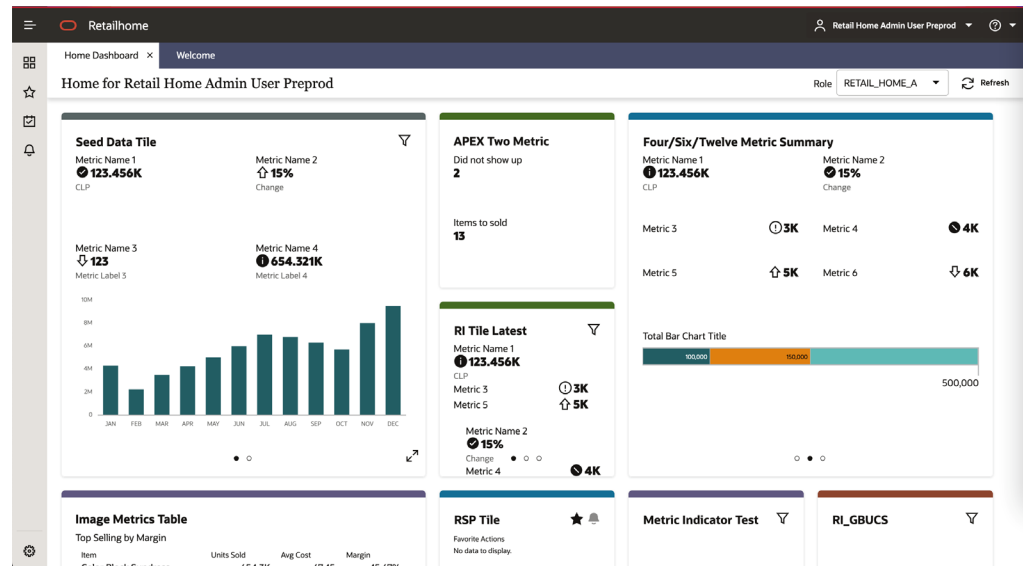 Retailhome
Retail Home Admin User Preprod
Home Dashboard ×
Welcome
Home for Retail Home Admin User Preprod
Role RETAIL_HOME_A
Refresh
Seed Data Tile
Metric Name 1
123.456K
CLP
Metric Name 2
15%
Change
Metric Name 3
123
Metric Label 3
Metric Name 4
654.321K
Metric Label 4
10M
8M
6M
4M
2M
0
JAN FEB MAR APR MAY JUN JUL AUG SEP OCT NOV DEC
APEX Two Metric
Did not show up
2
Items to sold
13
RI Tile Latest
Metric Name 1
123.456K
CLP
Metric 3 3K
Metric 5 5K
Metric Name 2
15%
Change
Metric 4 4K
Four/Six/Twelve Metric Summary
Metric Name 1
123.456K
CLP
Metric Name 2
15%
Change
Metric 3 3K
Metric 4 4K
Metric 5 5K
Metric 6 6K
Total Bar Chart Title
100,000 150,000
500,000
Image Metrics Table
Top Selling by Margin
Item Units Sold Avg Cost Margin
RSP Tile
Favorite Actions
No data to display.
Metric Indicator Test
RI_GBUCS